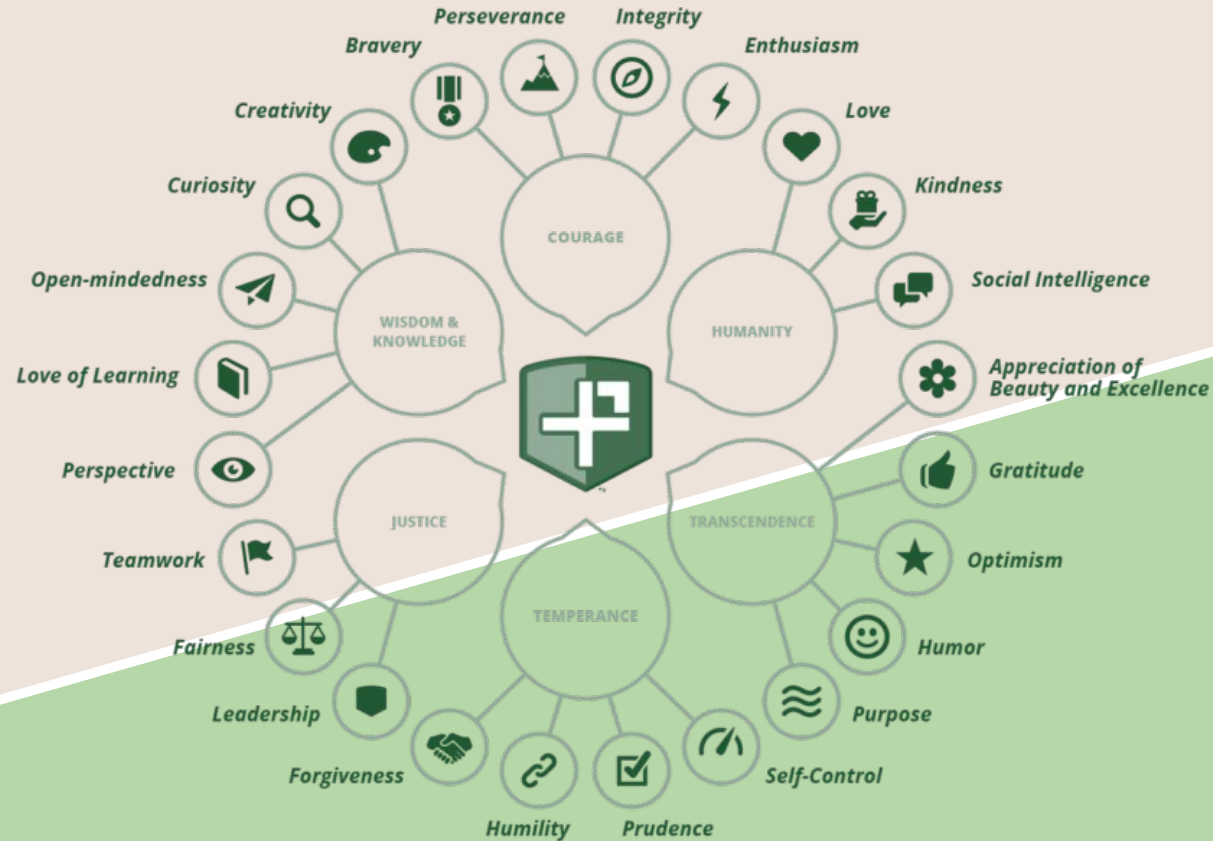 Perseverance
Integrity
Bravery
Enthusiasm
Creativity
Love
Curiosity
Kindness
COURAGE
Open-mindedness
Social Intelligence
WISDOM &
KNOWLEDGE
HUMANITY
Love of Learning
Appreciation of
Beauty and Excellence
Perspective
Gratitude
JUSTICE
TRANSCENDENCE
Teamwork
Optimism
TEMPERANCE
Fairness
Humor
Leadership
Purpose
Forgiveness
Self-Control
Humility
Prudence